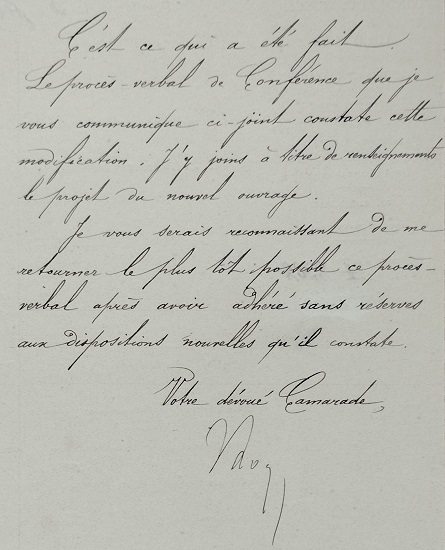 C'est ce qui a été fait.
Le procès-verbal de Conférence que je
vous communique ci-joint constate cette
modification. J'y joins à titre de renseignements
le projet du nouvel ouvrage.
Je vous serais reconnaissant de me
retourner le plus tôt possible ce procès-
verbal après avoir adhéré sans réserves
aux dispositions nouvelles qu'il constate.
Votre dévoué Camarade,